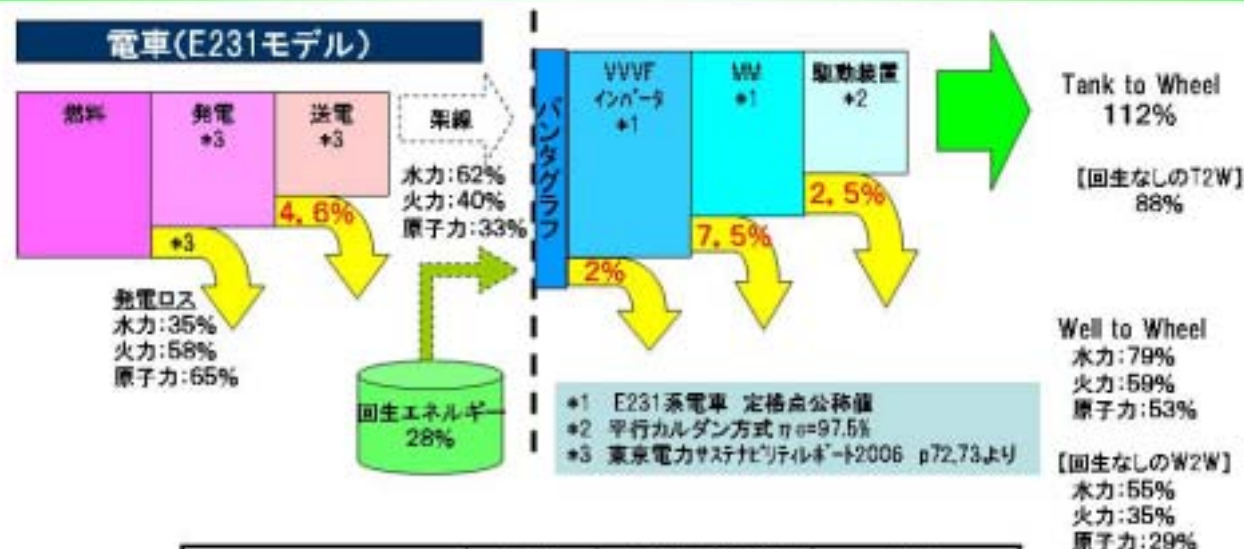 電車(E231モデル)
燃料
発電
*3
送電
*3
架線
水力:62%
火力:40%
原子力:33%
*3
4, 6%
発電ロス
水力:35%
火力:58%
原子力:65%
回生エネルギー
28%
パンタグラフ
VVVF
インバータ
*1
MM
*1
駆動装置
*2
2%
7, 5%
2, 5%
*1 E231系電車 定格点公称値
*2 平行カルダン方式 ηG=97.5%
*3 東京電力サステナビリティレポート2006 p72,73より
Tank to Wheel
112%
[回生なしのT2W]
88%
Well to Wheel
水力:79%
火力:59%
原子力:53%
[回生なしのW2W]
水力:55%
火力:35%
原子力:29%